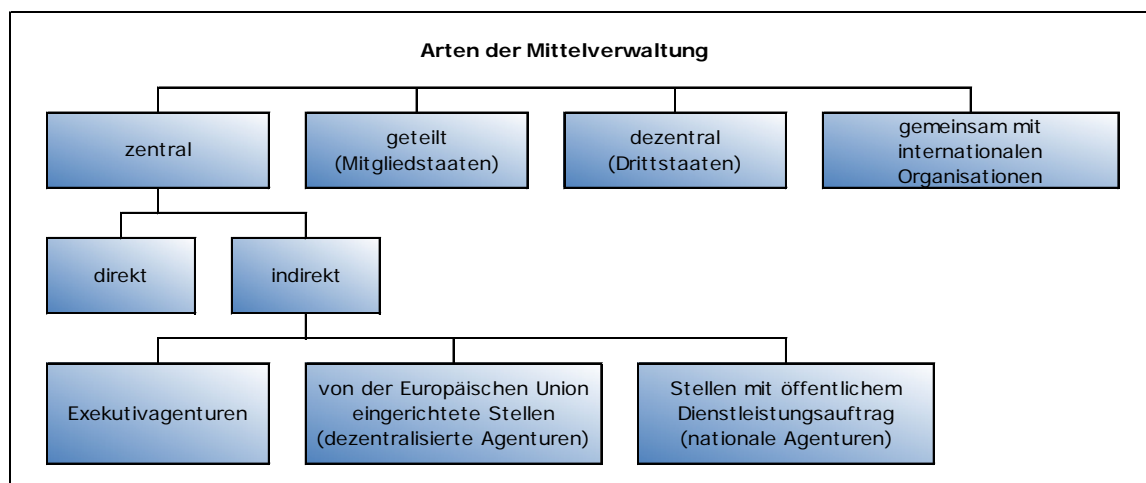 Arten der Mittelverwaltung
zentral
geteilt
(Mitgliedstaaten)
dezentral
(Drittstaaten)
gemeinsam mit
internationalen
Organisationen
direkt
indirekt
Exekutivagenturen
von der Europäischen Union
eingerichtete Stellen
(dezentralisierte Agenturen)
Stellen mit öffentlichem
Dienstleistungsauftrag
(nationale Agenturen)